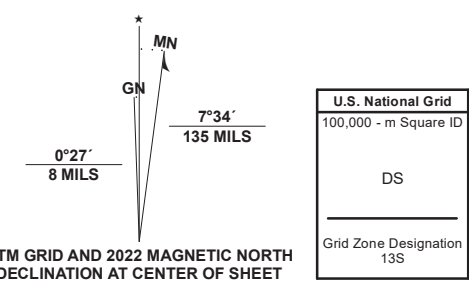 MN
GN
0°27´
8 MILS
7°34´
135 MILS
TM GRID AND 2022 MAGNETIC NORTH
DECLINATION AT CENTER OF SHEET
U.S. National Grid
100,000 - m Square ID
DS
Grid Zone Designation
13S